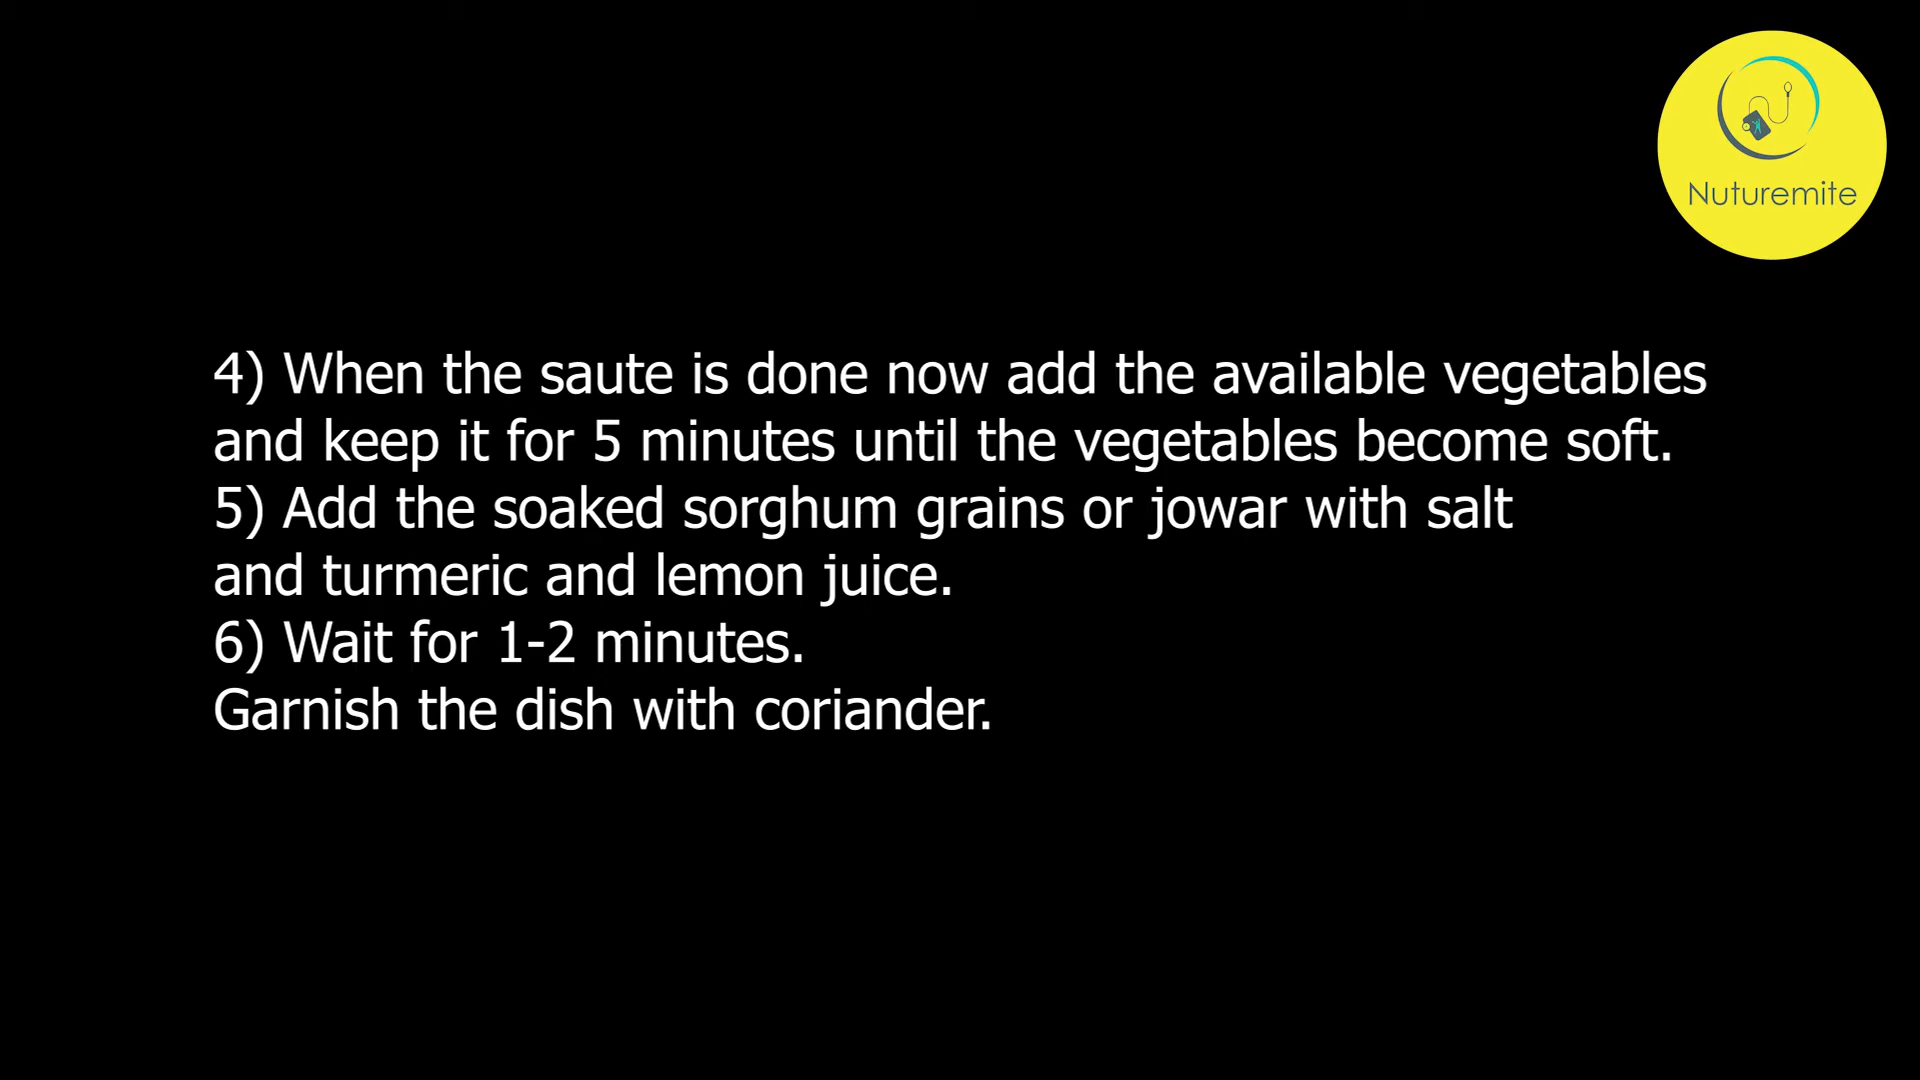 Nuturemite
4) When the saute is done now add the available vegetables
and keep it for 5 minutes until the vegetables become soft.
5) Add the soaked sorghum grains or jowar with salt
and turmeric and lemon juice.
6) Wait for 1-2 minutes.
Garnish the dish with coriander.